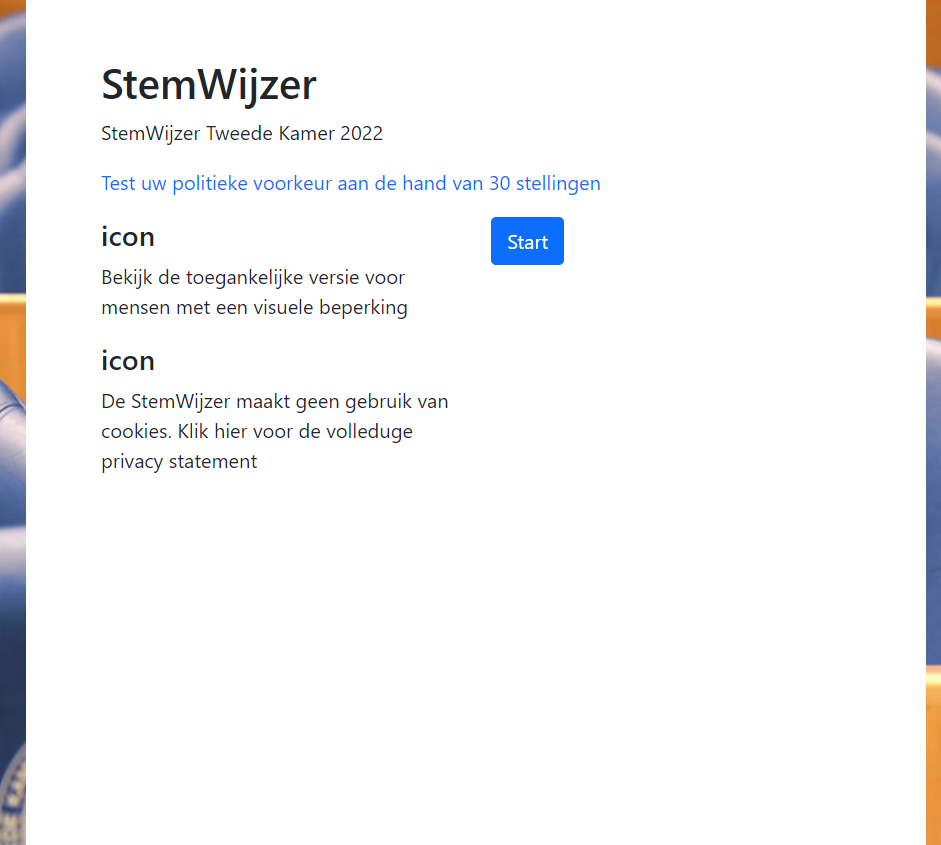 StemWijzer
StemWijzer Tweede Kamer 2022
Test uw politieke voorkeur aan de hand van 30 stellingen
icon
Bekijk de toegankelijke versie voor
mensen met een visuele beperking
Start
icon
De StemWijzer maakt geen gebruik van
cookies. Klik hier voor de volleduge
privacy statement